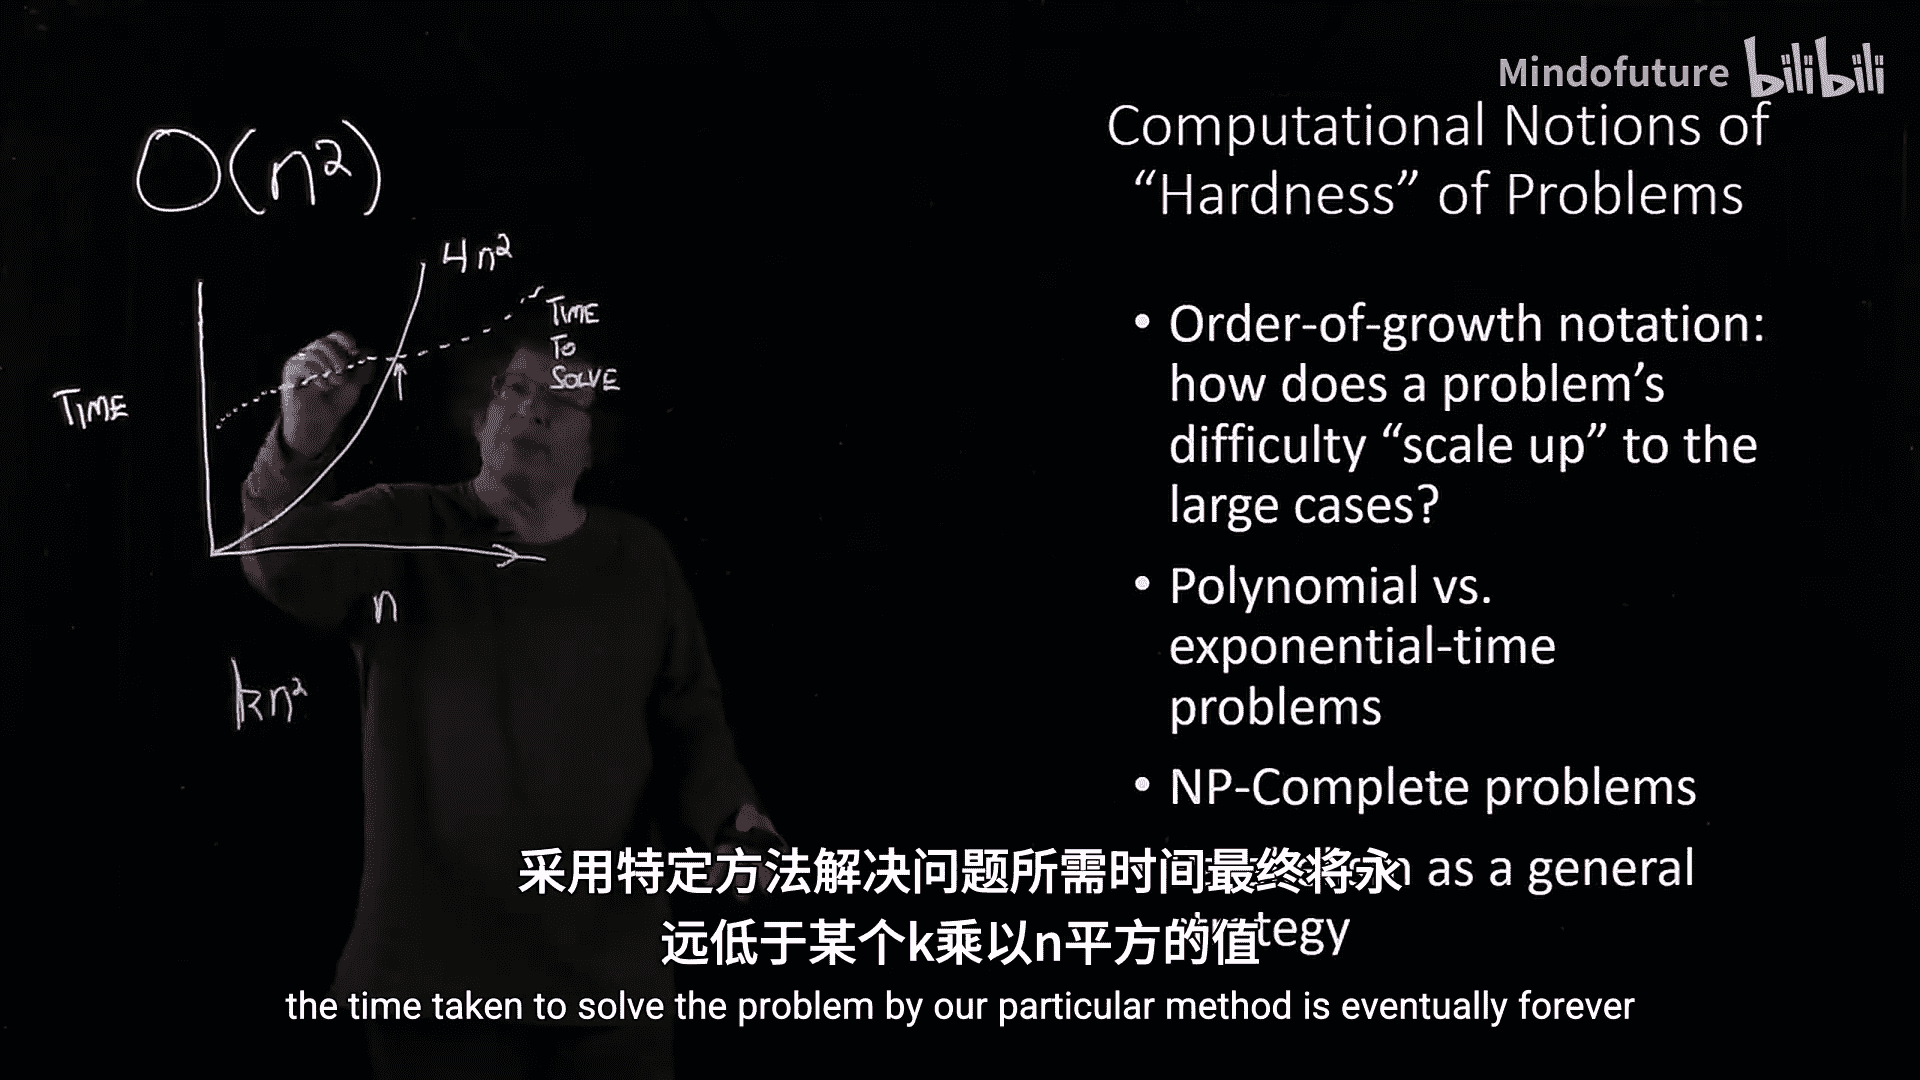 Mindofuture bilibili
Computational Notions of
“Hardness” of Problems
O(n²)
4n²
TIME
TO
SOLVE
TIME
n
kn²
• Order-of-growth notation:
how does a problem’s
difficulty “scale up” to the
large cases?
• Polynomial vs.
exponential-time
problems
• NP-Complete problems
as a general
采用特定方法解决问题所需时间最终将永
远低于某个k乘以n平方的值
the time taken to solve the problem by our particular method is eventually forever